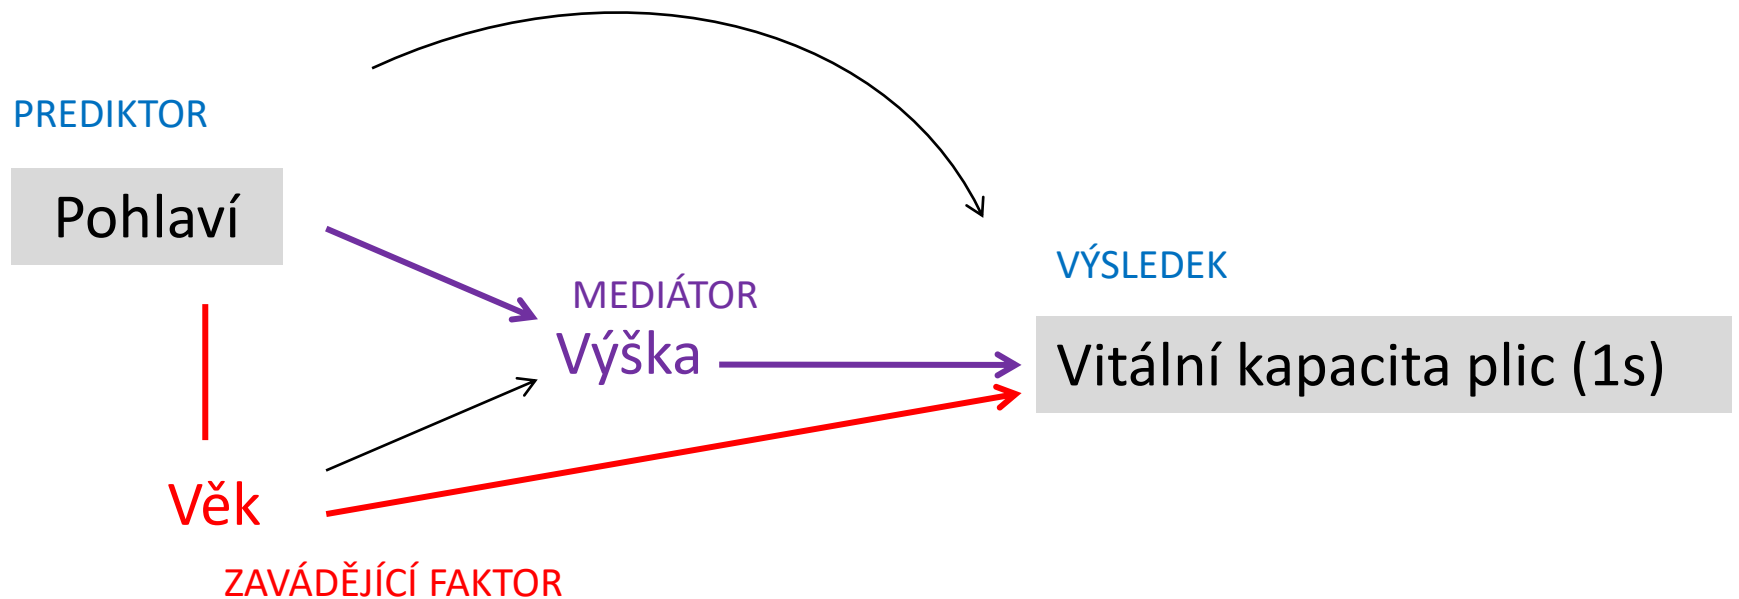 PREDIKTOR
Pohlaví
MEDIÁTOR
Výška
VÝSLEDEK
Vitální kapacita plic (1s)
Věk
ZAVÁDĚJÍCÍ FAKTOR